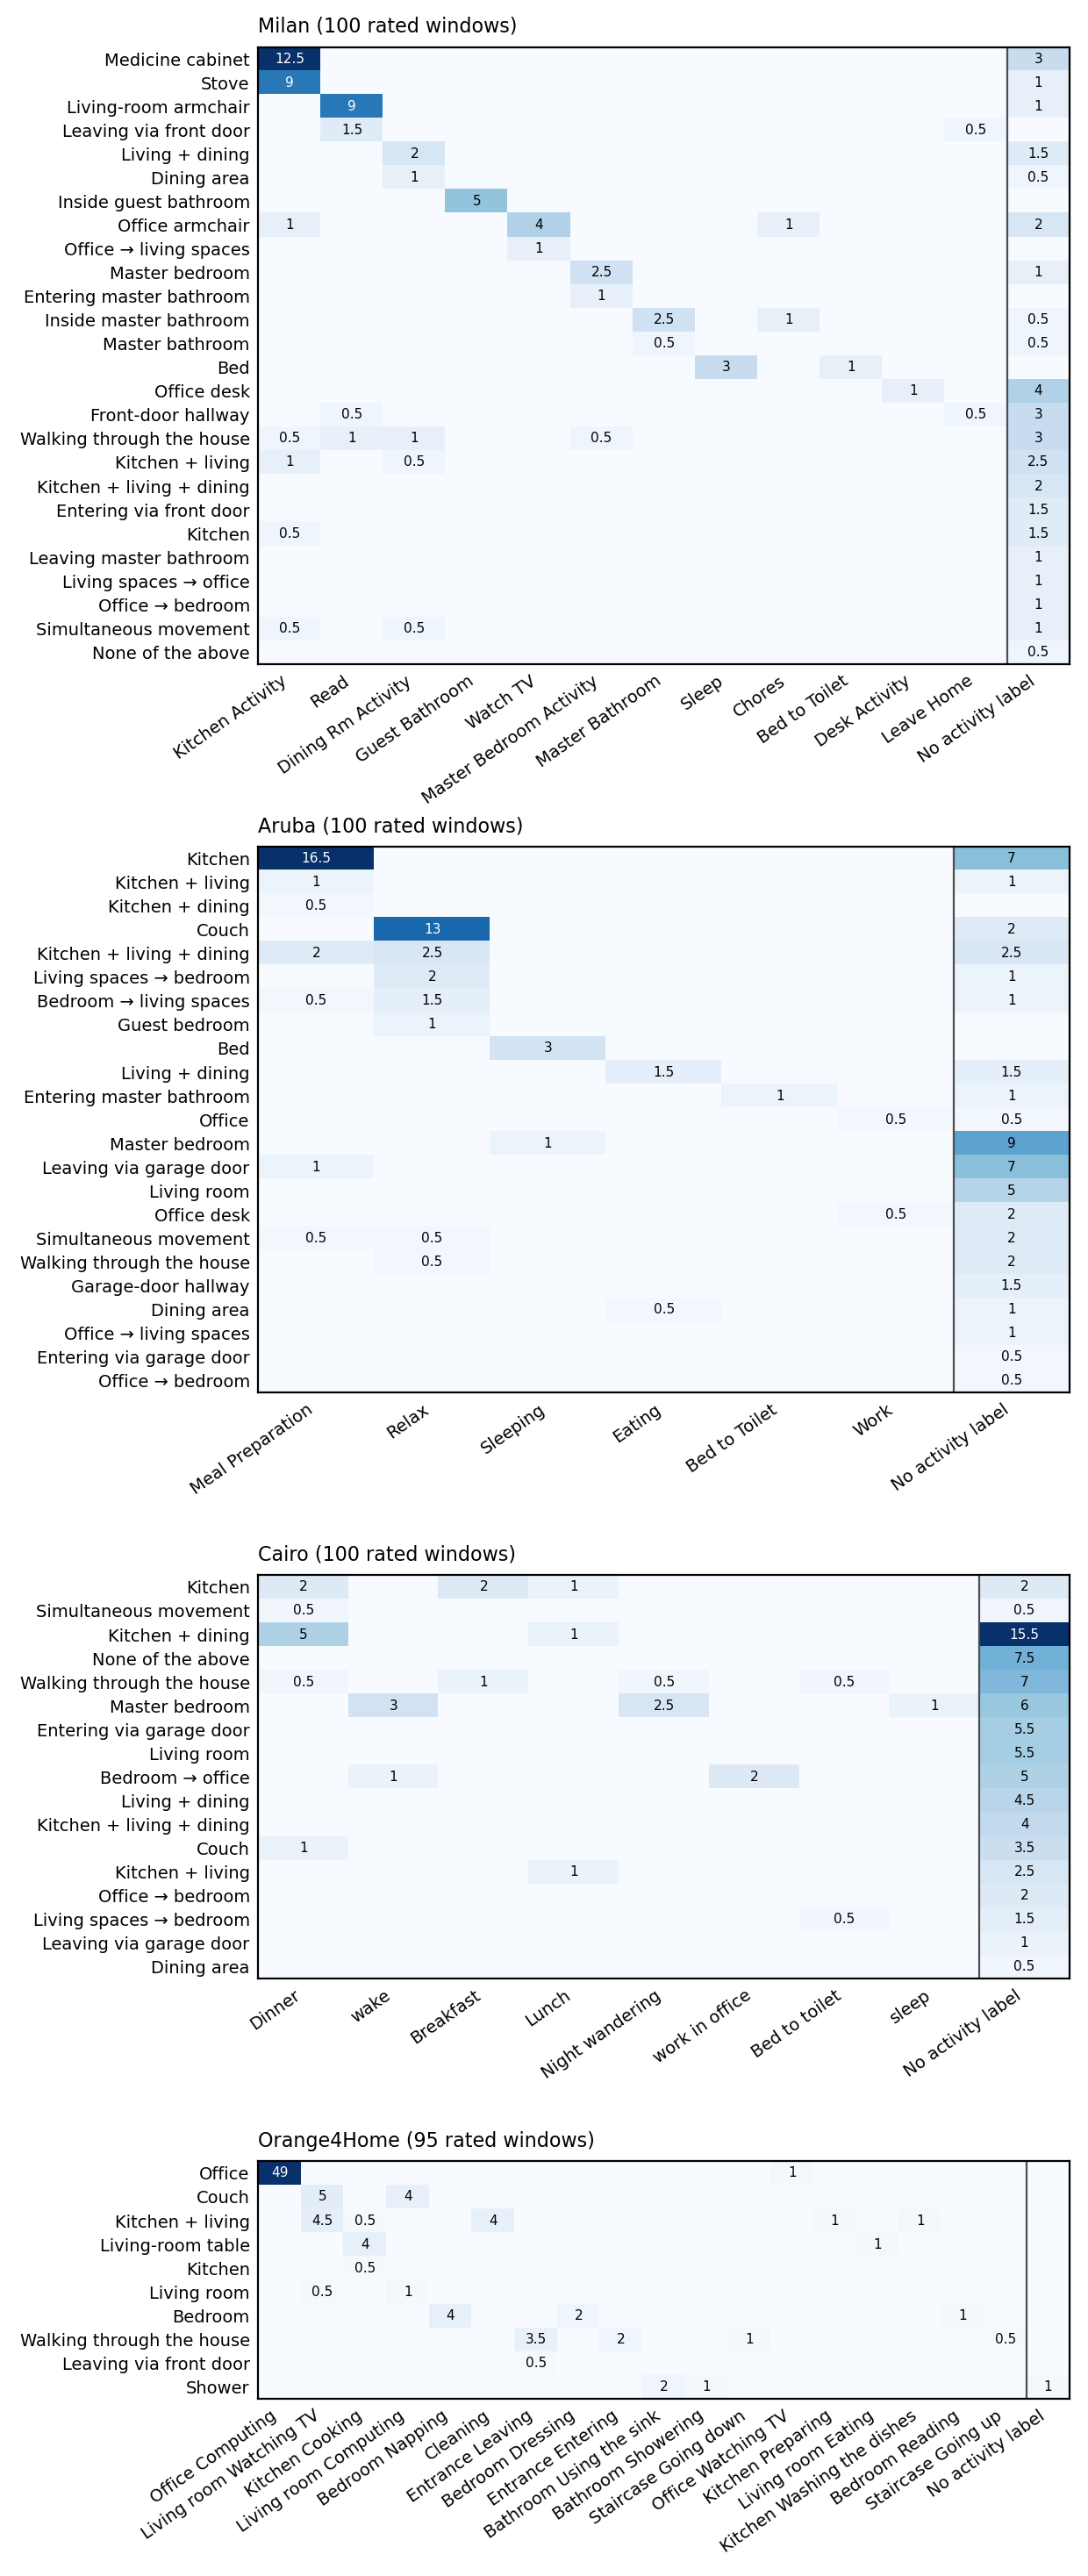 Milan (100 rated windows)
Medicine cabinet 12.5 3
Stove 9 1
Living-room armchair 9 1
Leaving via front door 1.5 0.5
Living + dining 2 1.5
Dining area 1 0.5
Inside guest bathroom 5
Office armchair 1 4 1 2
Office → living spaces 1
Master bedroom 2.5 1
Entering master bathroom 1
Inside master bathroom 2.5 1 0.5
Master bathroom 0.5 0.5
Bed 3 1
Office desk 1 4
Front-door hallway 0.5 0.5 3
Walking through the house 0.5 1 1 0.5 3
Kitchen + living 1 0.5 2.5
Kitchen + living + dining 2
Entering via front door 1.5
Kitchen 0.5 1.5
Leaving master bathroom 1
Living spaces → office 1
Office → bedroom 1
Simultaneous movement 0.5 0.5 1
None of the above 0.5
Kitchen Activity
Read
Dining Rm Activity
Guest Bathroom
Watch TV
Master Bedroom Activity
Master Bathroom
Sleep
Chores
Bed to Toilet
Desk Activity
Leave Home
No activity label
Aruba (100 rated windows)
Kitchen 16.5 7
Kitchen + living 1 1
Kitchen + dining 0.5
Couch 13 2
Kitchen + living + dining 2 2.5 2.5
Living spaces → bedroom 2 1
Bedroom → living spaces 0.5 1.5 1
Guest bedroom 1
Bed 3
Living + dining 1.5 1.5
Entering master bathroom 1 1
Office 0.5 0.5
Master bedroom 1 9
Leaving via garage door 1 7
Living room 5
Office desk 0.5 2
Simultaneous movement 0.5 0.5 2
Walking through the house 0.5 2
Garage-door hallway 1.5
Dining area 0.5 1
Office → living spaces 1
Entering via garage door 0.5
Office → bedroom 0.5
Meal Preparation
Relax
Sleeping
Eating
Bed to Toilet
Work
No activity label
Cairo (100 rated windows)
Kitchen 2 2 1 2
Simultaneous movement 0.5 0.5
Kitchen + dining 5 1 15.5
None of the above 7.5
Walking through the house 0.5 1 0.5 0.5 7
Master bedroom 3 2.5 1 6
Entering via garage door 5.5
Living room 5.5
Bedroom → office 1 2 5
Living + dining 4.5
Kitchen + living + dining 4
Couch 1 3.5
Kitchen + living 1 2.5
Office → bedroom 2
Living spaces → bedroom 0.5 1.5
Leaving via garage door 1
Dining area 0.5
Dinner
wake
Breakfast
Lunch
Night wandering
work in office
Bed to toilet
sleep
No activity label
Orange4Home (95 rated windows)
Office 49 1
Couch 5 4
Kitchen + living 4.5 0.5 4 1 1
Living-room table 4 1
Kitchen 0.5
Living room 0.5 1
Bedroom 4 2 1
Walking through the house 3.5 2 1 0.5
Leaving via front door 0.5
Shower 2 1 1
Office Computing
Living room Watching TV
Kitchen Cooking
Living room Computing
Bedroom Napping
Cleaning
Entrance Leaving
Bedroom Dressing
Entrance Entering
Bathroom Using the sink
Bathroom Showering
Staircase Going down
Office Watching TV
Kitchen Preparing
Living room Eating
Kitchen Washing the dishes
Bedroom Reading
Staircase Going up
No activity label